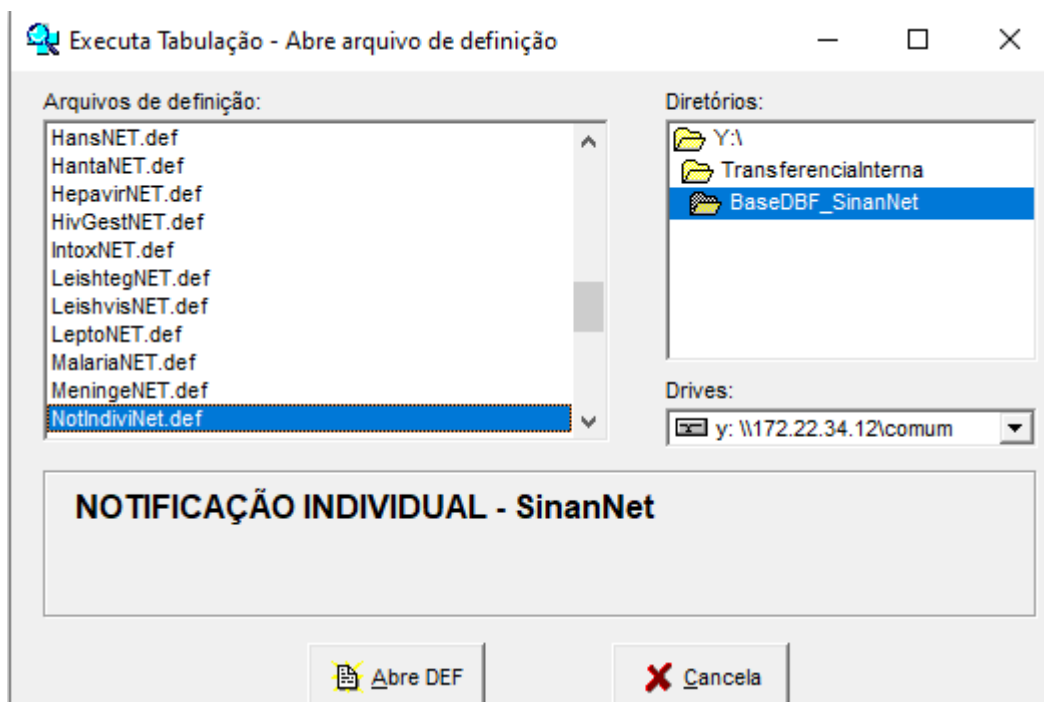 Executa Tabulação - Abre arquivo de definição
Arquivos de definição:
HansNET.def
HantaNET.def
HepavirNET.def
HivGestNET.def
IntoxNET.def
LeishtegNET.def
LeishvisNET.def
LeptoNET.def
MalariaNET.def
MeningeNET.def
NotIndiviNet.def
Diretórios:
Y:\
TransferenciaInterna
BaseDBF_SinanNet
Drives:
y: \\172.22.34.12\comum
NOTIFICAÇÃO INDIVIDUAL - SinanNet
Abre DEF
Cancela